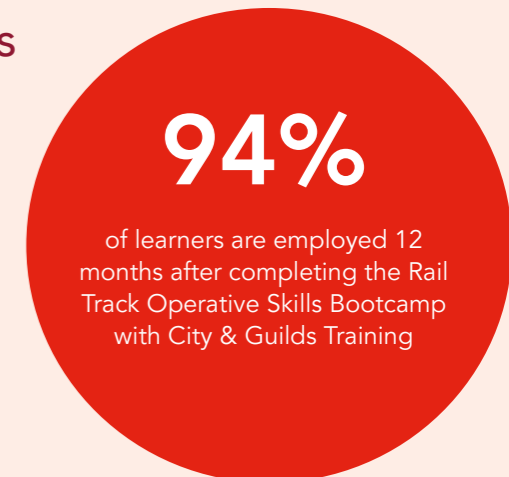 s
94%
of learners are employed 12
months after completing the Rail
Track Operative Skills Bootcamp
with City & Guilds Training